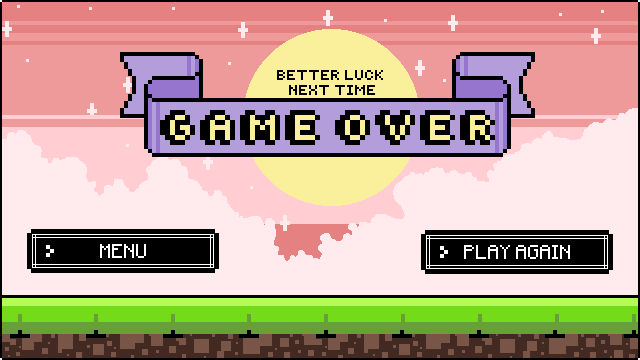 BETTER LUCK
NEXT TIME
GAME OVER
> MENU
> PLAY AGAIN